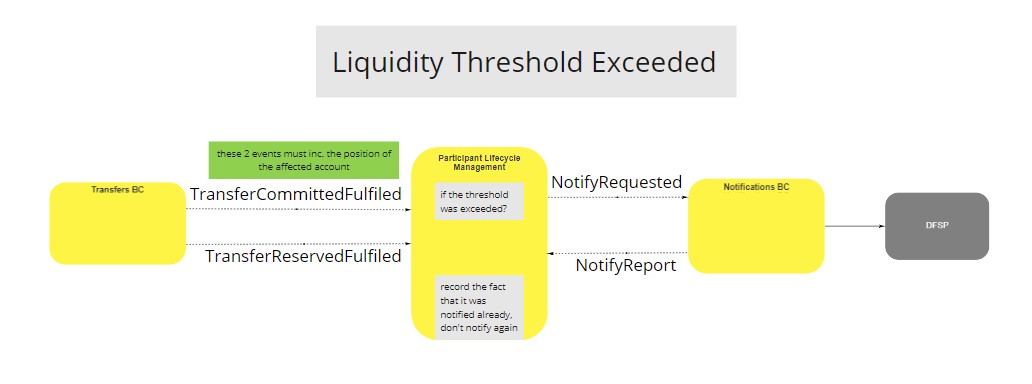 Liquidity Threshold Exceeded
these 2 events must inc. the position of
the affected account
Transfers BC
TransferCommittedFulfiled
TransferReservedFulfiled
Participant Lifecycle
Management
if the threshold
was exceeded?
record the fact
that it was
notified already,
don't notify again
NotifyRequested
NotifyReport
Notifications BC
DFSP